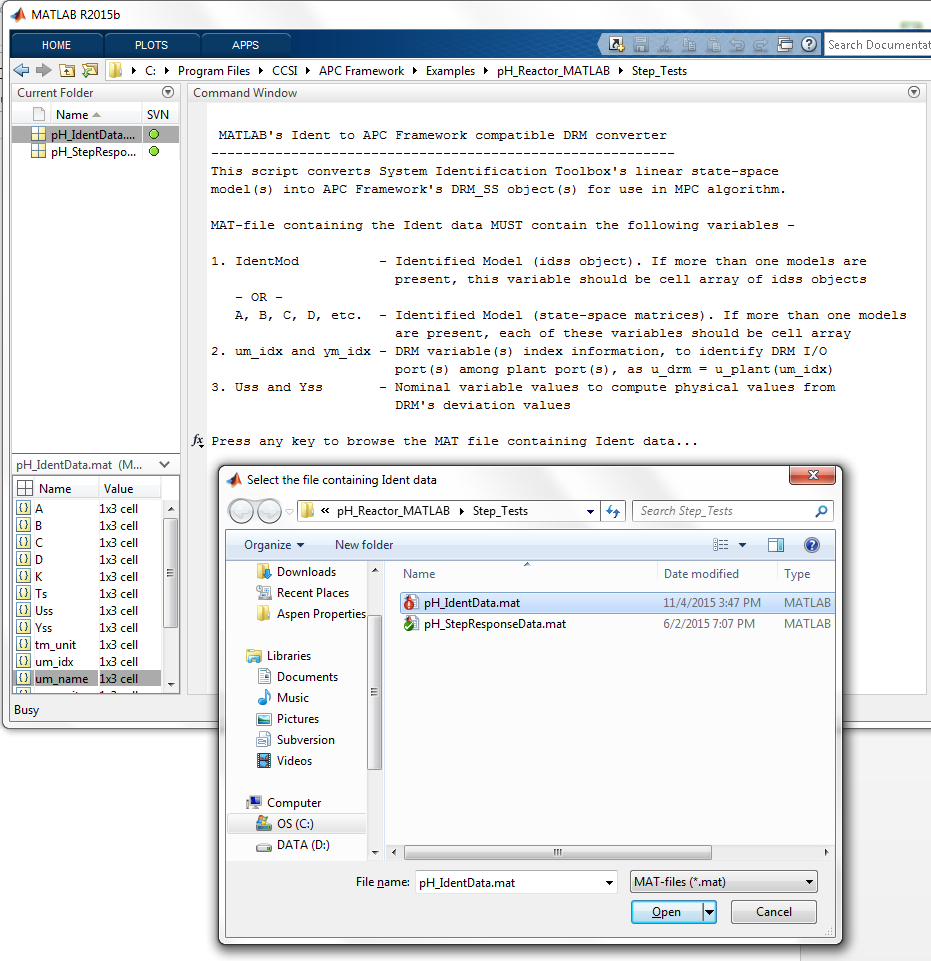 MATLAB R2015b
HOME PLOTS APPS
Search Documentat
C: Program Files CCSI APC Framework Examples pH_Reactor_MATLAB Step_Tests
Current Folder
Name SVN
pH_IdentData....
pH_StepRespo...
Command Window
MATLAB's Ident to APC Framework compatible DRM converter
----------------------------------------------------------
This script converts System Identification Toolbox's linear state-space
model(s) into APC Framework's DRM_SS object(s) for use in MPC algorithm.
MAT-file containing the Ident data MUST contain the following variables -
1. IdentMod - Identified Model (idss object). If more than one models are
present, this variable should be cell array of idss objects
- OR -
A, B, C, D, etc. - Identified Model (state-space matrices). If more than one models
are present, each of these variables should be cell array
2. um_idx and ym_idx - DRM variable(s) index information, to identify DRM I/O
port(s) among plant port(s), as u_drm = u_plant(um_idx)
3. Uss and Yss - Nominal variable values to compute physical values from
DRM's deviation values
fx Press any key to browse the MAT file containing Ident data...
pH_IdentData.mat (M...
Name Value
A 1x3 cell
B 1x3 cell
C 1x3 cell
D 1x3 cell
K 1x3 cell
Ts 1x3 cell
Uss 1x3 cell
Yss 1x3 cell
tm_unit 1x3 cell
um_idx 1x3 cell
um_name 1x3 cell
Busy
Select the file containing Ident data
« pH_Reactor_MATLAB Step_Tests
Search Step_Tests
Organize New folder
Downloads
Recent Places
Aspen Properties
Libraries
Documents
Music
Pictures
Subversion
Videos
Computer
OS (C:)
DATA (D:)
Name Date modified Type
pH_IdentData.mat 11/4/2015 3:47 PM MATLAB
pH_StepResponseData.mat 6/2/2015 7:07 PM MATLAB
File name: pH_IdentData.mat MAT-files (*.mat)
Open Cancel